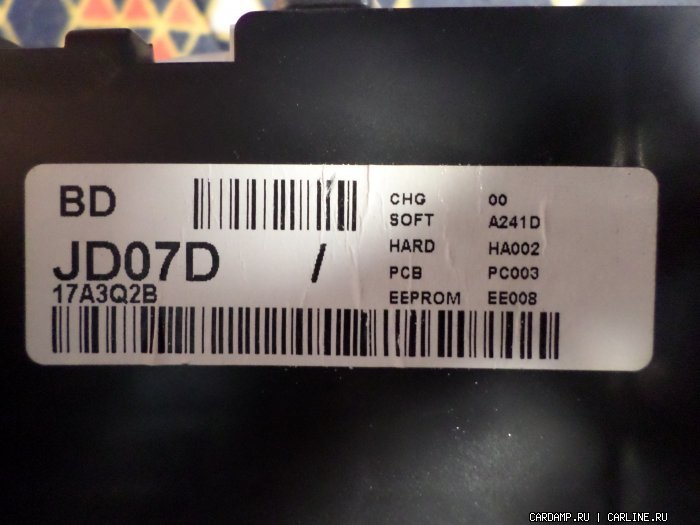 BD
JD07D /
17A3Q2B
CHG 00
SOFT A241D
HARD HA002
PCB PC003
EEPROM EE008
CARDAMP.RU | CARLINE.RU